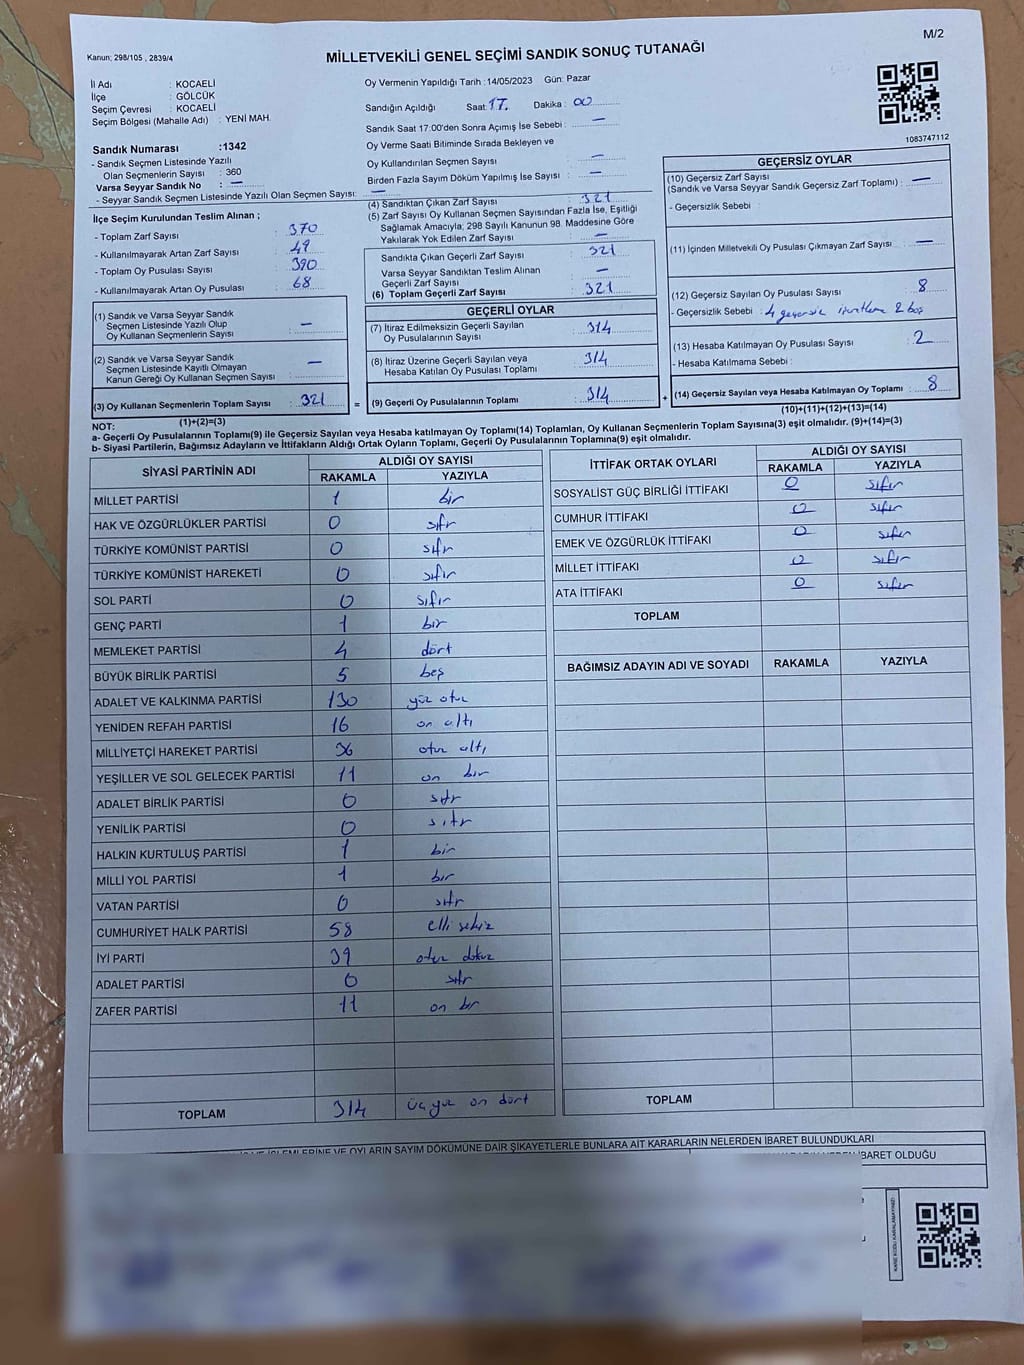 M/2
Kanun; 298/105 , 2839/4
MİLLETVEKİLİ GENEL SEÇİMİ SANDIK SONUÇ TUTANAĞI
İl Adı : KOCAELİ
İlçe : GÖLCÜK
Seçim Çevresi : KOCAELİ
Seçim Bölgesi (Mahalle Adı) : YENİ MAH.
Sandık Numarası :1342
- Sandık Seçmen Listesinde Yazılı
Olan Seçmenlerin Sayısı : 360
Varsa Seyyar Sandık No : —
- Seyyar Sandık Seçmen Listesinde Yazılı Olan Seçmen Sayısı: —
Oy Vermenin Yapıldığı Tarih : 14/05/2023 Gün: Pazar
Sandığın Açıldığı Saat: 17. Dakika : 00
Sandık Saat 17:00'den Sonra Açmış İse Sebebi : —
Oy Verme Saati Bitiminde Sırada Bekleyen ve
Oy Kullandırılan Seçmen Sayısı : —
Birden Fazla Sayım Döküm Yapılmış İse Sayısı : —
1083747112
İlçe Seçim Kurulundan Teslim Alınan ;
- Toplam Zarf Sayısı : 370
- Kullanılmayarak Artan Zarf Sayısı : 49
- Toplam Oy Pusulası Sayısı : 390
- Kullanılmayarak Artan Oy Pusulası : 68
(4) Sandıktan Çıkan Zarf Sayısı : 321
(5) Zarf Sayısı Oy Kullanan Seçmen Sayısından Fazla İse, Eşitliği
Sağlamak Amacıyla; 298 Sayılı Kanunun 98. Maddesine Göre
Yakılarak Yok Edilen Zarf Sayısı : —
Sandıkta Çıkan Geçerli Zarf Sayısı : 321
Varsa Seyyar Sandıktan Teslim Alınan
Geçerli Zarf Sayısı : —
(6) Toplam Geçerli Zarf Sayısı : 321
GEÇERSİZ OYLAR
(10) Geçersiz Zarf Sayısı
(Sandık ve Varsa Seyyar Sandık Geçersiz Zarf Toplamı) : —
- Geçersizlik Sebebi :
(11) İçinden Milletvekili Oy Pusulası Çıkmayan Zarf Sayısı : —
(12) Geçersiz Sayılan Oy Pusulası Sayısı : 8
- Geçersizlik Sebebi : 4 geçersiz 2 boş
(13) Hesaba Katılmayan Oy Pusulası Sayısı : 2
- Hesaba Katılmama Sebebi :
(14) Geçersiz Sayılan veya Hesaba Katılmayan Oy Toplamı : 8
(10)+(11)+(12)+(13)=(14)
(1) Sandık ve Varsa Seyyar Sandık
Seçmen Listesinde Yazılı Olup
Oy Kullanan Seçmenlerin Sayısı : —
(2) Sandık ve Varsa Seyyar Sandık
Seçmen Listesinde Kayıtlı Olmayan
Kanun Gereği Oy Kullanan Seçmen Sayısı : —
(3) Oy Kullanan Seçmenlerin Toplam Sayısı : 321 =
(1)+(2)=(3)
GEÇERLİ OYLAR
(7) İtiraz Edilmeksizin Geçerli Sayılan
Oy Pusulasının Sayısı : 314
(8) İtiraz Üzerine Geçerli Sayılan veya
Hesaba Katılan Oy Pusulası Toplamı : 314
(9) Geçerli Oy Pusulalarının Toplamı : 314 +
NOT:
a- Geçerli Oy Pusulalarının Toplamı(9) ile Geçersiz Sayılan veya Hesaba katılmayan Oy Toplamı(14) Toplamları, Oy Kullanan Seçmenlerin Toplam Sayısına(3) eşit olmalıdır. (9)+(14)=(3)
b- Siyasi Partilerin, Bağımsız Adayların ve İttifakların Aldığı Ortak Oyların Toplamı, Geçerli Oy Pusulalarının Toplamına(9) eşit olmalıdır.
SİYASİ PARTİNİN ADI ALDIĞI OY SAYISI
RAKAMLA YAZIYLA
MİLLET PARTİSİ 1 bir
HAK VE ÖZGÜRLÜKLER PARTİSİ 0 sıfır
TÜRKİYE KOMÜNİST PARTİSİ 0 sıfır
TÜRKİYE KOMÜNİST HAREKETİ 0 sıfır
SOL PARTİ 0 sıfır
GENÇ PARTİ 1 bir
MEMLEKET PARTİSİ 4 dört
BÜYÜK BİRLİK PARTİSİ 5 beş
ADALET VE KALKINMA PARTİSİ 130 yüz otuz
YENİDEN REFAH PARTİSİ 16 on altı
MİLLİYETÇİ HAREKET PARTİSİ 36 otuz altı
YEŞİLLER VE SOL GELECEK PARTİSİ 11 on bir
ADALET BİRLİK PARTİSİ 0 sıfır
YENİLİK PARTİSİ 0 sıfır
HALKIN KURTULUŞ PARTİSİ 1 bir
MİLLİ YOL PARTİSİ 1 bir
VATAN PARTİSİ 0 sıfır
CUMHURİYET HALK PARTİSİ 58 elli sekiz
İYİ PARTİ 39 otuz dokuz
ADALET PARTİSİ 0 sıfır
ZAFER PARTİSİ 11 on bir
TOPLAM 314 üçyüz on dört
İTTİFAK ORTAK OYLARI ALDIĞI OY SAYISI
RAKAMLA YAZIYLA
SOSYALİST GÜÇ BİRLİĞİ İTTİFAKI 0 sıfır
CUMHUR İTTİFAKI 0 sıfır
EMEK VE ÖZGÜRLÜK İTTİFAKI 0 sıfır
MİLLET İTTİFAKI 0 sıfır
ATA İTTİFAKI 0 sıfır
TOPLAM
BAĞIMSIZ ADAYIN ADI VE SOYADI RAKAMLA YAZIYLA
TOPLAM
İŞLEMLERİNE VE OYLARIN SAYIM DÖKÜMÜNE DAİR ŞİKAYETLERLE BUNLARA AİT KARARLARIN NELERDEN İBARET BULUNDUKLARI
İBARET OLDUĞU